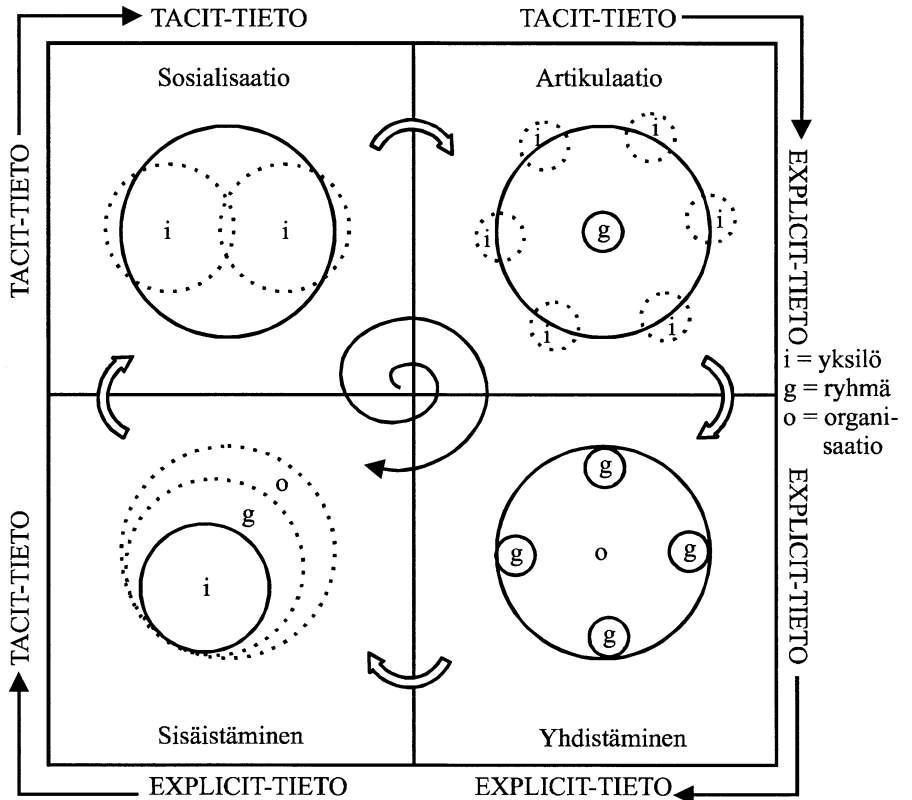 TACIT-TIETO
TACIT-TIETO
Sosialisaatio
Artikulaatio
i
i
i
i
i
i
g
i
i
i
i
TACIT-TIETO
EXPLICIT-TIETO
i = yksilö
g = ryhmä
o = organi-
saatio
o
g
i
g
g
o
g
g
TACIT-TIETO
EXPLICIT-TIETO
Sisäistäminen
Yhdistäminen
EXPLICIT-TIETO
EXPLICIT-TIETO